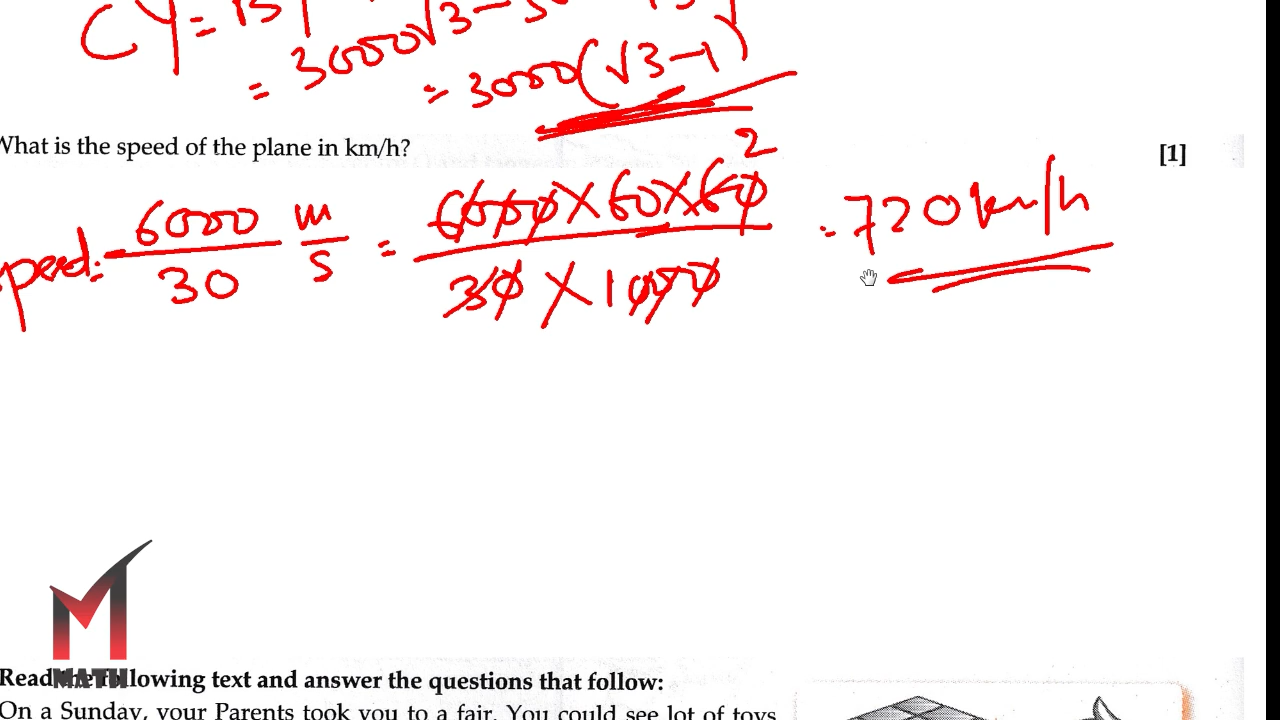 = 3000√3 -
= 3000(√3-1)
What is the speed of the plane in km/h? [1]
speed = 6000/30 m/s = 6000×60×60/30×1000 = 720 km/h
2
M
MATH
Read the following text and answer the questions that follow:
On a Sunday, your Parents took you to a fair. You could see lot of toys